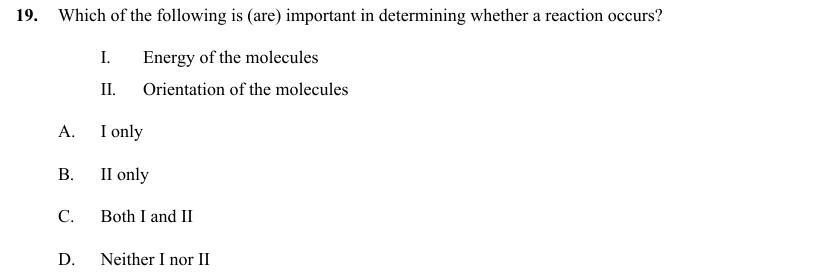 19. Which of the following is (are) important in determining whether a reaction occurs?
I. Energy of the molecules
II. Orientation of the molecules
A. I only
B. II only
C. Both I and II
D. Neither I nor II